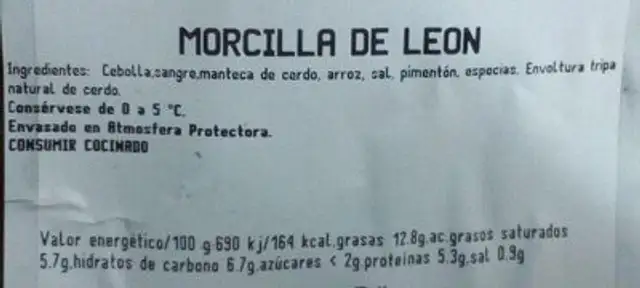 MORCILLA DE LEON
Ingredientes: Cebolla,sangre,manteca de cerdo, arroz, sal, pimentón, especias. Envoltura tripa
natural de cerdo.
Consérvese de 0 a 5 °C.
Envasado en Atmosfera Protectora.
CONSUMIR COCINADO
Valor energético/100 g.690 kj/164 kcal,grasas 12.8g,ac.grasos saturados
5.7g,hidratos de carbono 6.7g,azúcares < 2g,proteinas 5.3g,sal 0.9g